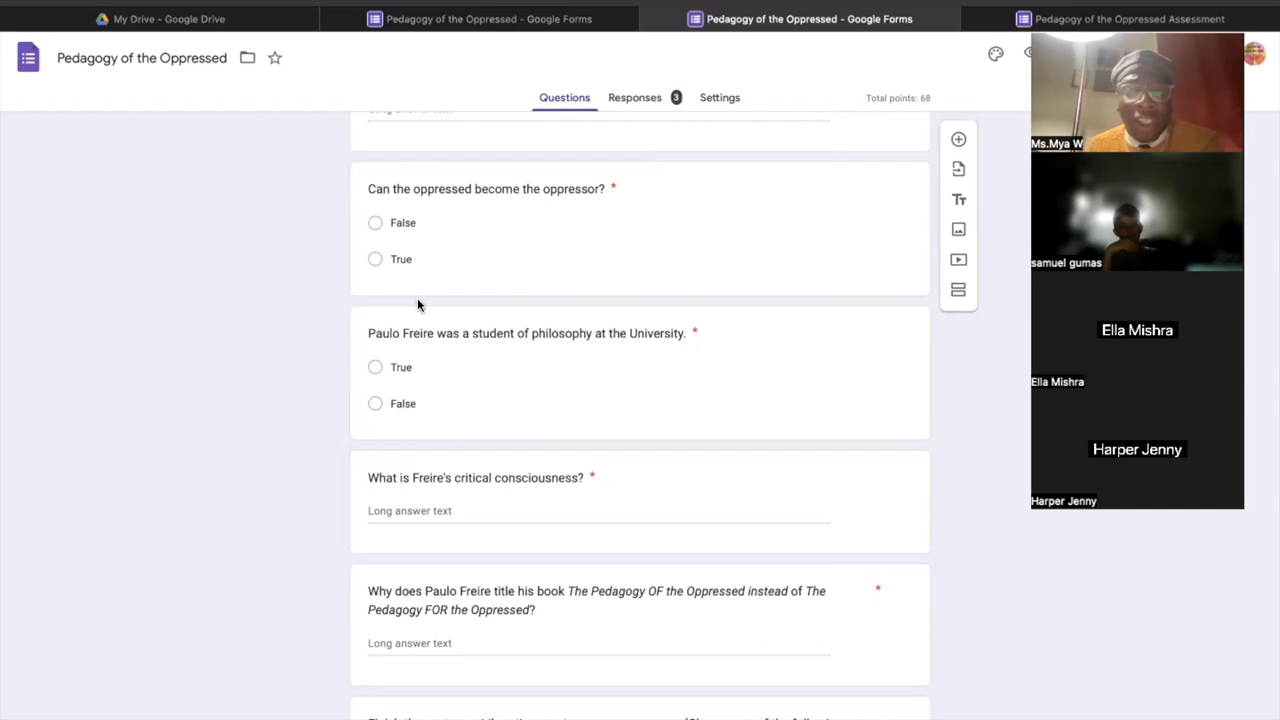 My Drive - Google Drive
Pedagogy of the Oppressed - Google Forms
Pedagogy of the Oppressed - Google Forms
Pedagogy of the Oppressed Assessment
Pedagogy of the Oppressed
Questions
Responses 3
Settings
Total points: 68
Can the oppressed become the oppressor? *
False
True
Paulo Freire was a student of philosophy at the University. *
True
False
What is Freire's critical consciousness? *
Long answer text
Why does Paulo Freire title his book The Pedagogy OF the Oppressed instead of The *
Pedagogy FOR the Oppressed?
Long answer text
Tт
Ms.Mya W
samuel gumas
Ella Mishra
Ella Mishra
Harper Jenny
Harper Jenny